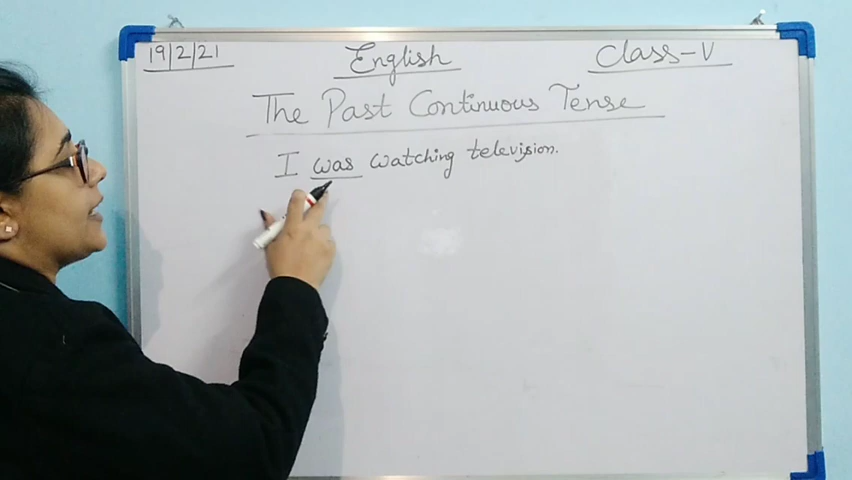 19/2/21 English Class-V
The Past Continuous Tense
I was watching television.